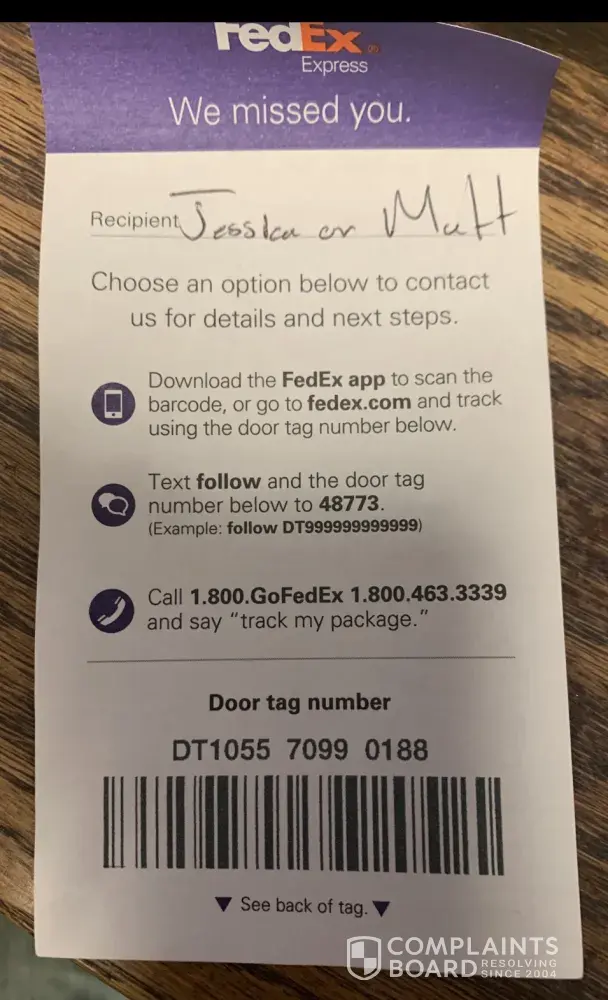 FedEx
Express
We missed you.
Recipient Jessica or Matt
Choose an option below to contact
us for details and next steps.
Download the FedEx app to scan the
barcode, or go to fedex.com and track
using the door tag number below.
Text follow and the door tag
number below to 48773.
(Example: follow DT999999999999)
Call 1.800.GoFedEx 1.800.463.3339
and say “track my package.”
Door tag number
DT1055 7099 0188
▼ See back of tag. ▼
COMPLAINTS
BOARD RESOLVING
SINCE 2004